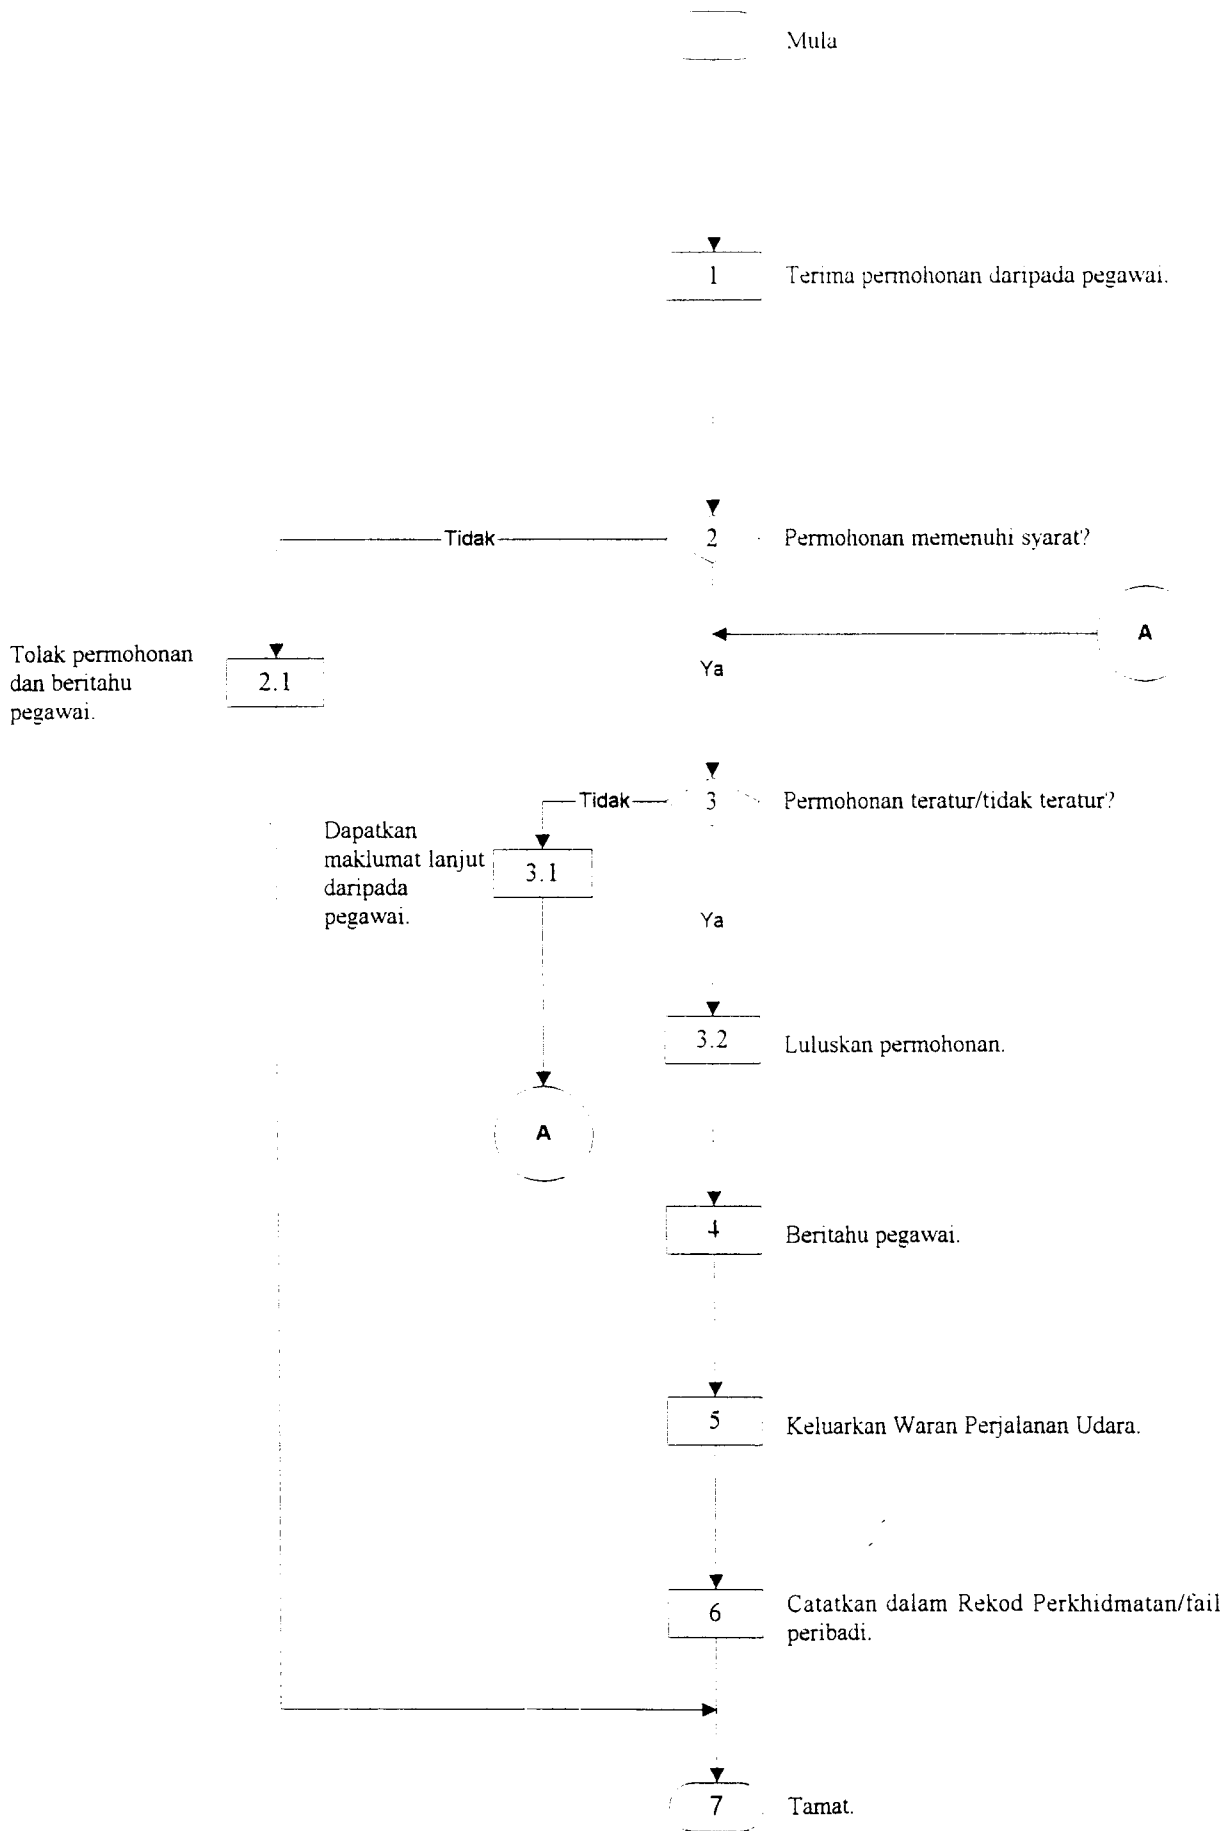 Mula
1
Terima permohonan daripada pegawai.
Tidak
2
Permohonan memenuhi syarat?
A
Ya
Tolak permohonan
dan beritahu
pegawai.
2.1
Tidak
3
Permohonan teratur/tidak teratur?
Dapatkan
maklumat lanjut
daripada
pegawai.
3.1
Ya
3.2
Luluskan permohonan.
A
4
Beritahu pegawai.
5
Keluarkan Waran Perjalanan Udara.
6
Catatkan dalam Rekod Perkhidmatan/fail
peribadi.
7
Tamat.